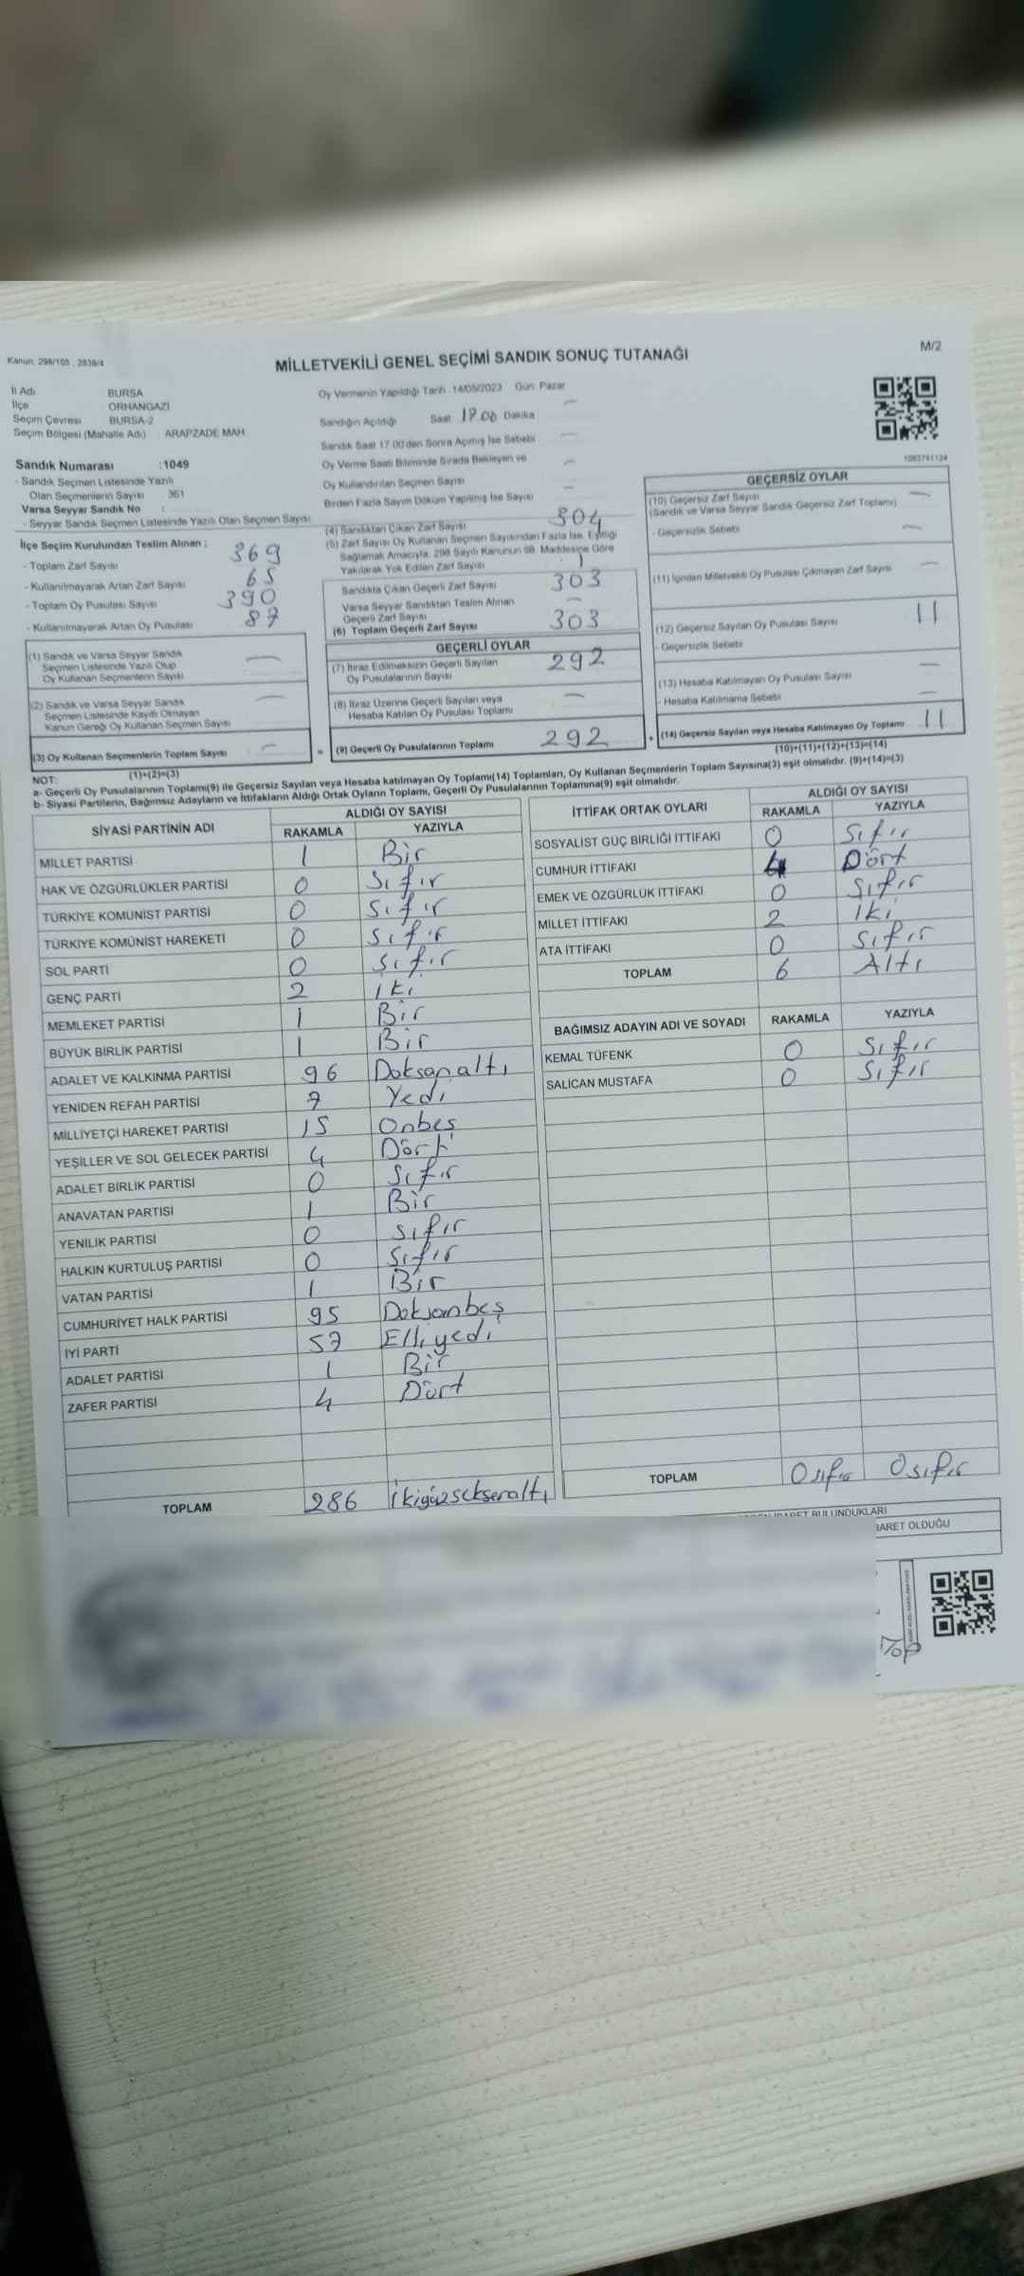 Kanun: 298/105, 2839/4
M/2
MİLLETVEKİLİ GENEL SEÇİMİ SANDIK SONUÇ TUTANAĞI
İl Adı BURSA
İlçe ORHANGAZİ
Seçim Çevresi BURSA-2
Seçim Bölgesi (Mahalle Adı) ARAPZADE MAH.
Sandık Numarası :1049
- Sandık Seçmen Listesinde Yazılı
Olan Seçmenlerin Sayısı 361
Varsa Seyyar Sandık No :
- Seyyar Sandık Seçmen Listesinde Yazılı Olan Seçmen Sayısı
İlçe Seçim Kurulundan Teslim Alınan :
- Toplam Zarf Sayısı 369
- Kullanılmayarak Artan Zarf Sayısı 65
- Toplam Oy Pusulası Sayısı 390
- Kullanılmayarak Artan Oy Pusulası 87
(1) Sandık ve Varsa Seyyar Sandık
Seçmen Listesinde Yazılı Olup
Oy Kullanan Seçmenlerin Sayısı —
(2) Sandık ve Varsa Seyyar Sandık
Seçmen Listesinde Kayıtlı Olmayan
Kanun Gereği Oy Kullanan Seçmen Sayısı —
(3) Oy Kullanan Seçmenlerin Toplam Sayısı —
(1)+(2)=(3)
Oy Vermenin Yapıldığı Tarih : 14/05/2023 Gün: Pazar
Sandığın Açıldığı Saat 17.00 Dakika —
Sandık Saat 17.00'den Sonra Açılmış İse Sebebi —
Oy Verme Saati Bitiminde Sırada Bekleyen ve
Oy Kullandırılan Seçmen Sayısı —
Birden Fazla Sayım Döküm Yapılmış İse Sayısı —
(4) Sandıktan Çıkan Zarf Sayısı 304
(5) Zarf Sayısı Oy Kullanan Seçmen Sayısından Fazla İse, Eşitliği
Sağlamak Amacıyla, 298 Sayılı Kanunun 98. Maddesine Göre
Yakılarak Yok Edilen Zarf Sayısı 1
Sandıkta Çıkan Geçerli Zarf Sayısı 303
Varsa Seyyar Sandıktan Teslim Alınan
Geçerli Zarf Sayısı —
(6) Toplam Geçerli Zarf Sayısı 303
GEÇERLİ OYLAR
(7) İtiraz Edilmeksizin Geçerli Sayılan
Oy Pusulalarının Sayısı 292
(8) İtiraz Üzerine Geçerli Sayılan veya
Hesaba Katılan Oy Pusulası Toplamı —
= (9) Geçerli Oy Pusulalarının Toplamı 292 +
1083791124
GEÇERSİZ OYLAR
(10) Geçersiz Zarf Sayısı —
(Sandık ve Varsa Seyyar Sandık Geçersiz Zarf Toplamı)
- Geçersizlik Sebebi —
(11) İçinden Milletvekili Oy Pusulası Çıkmayan Zarf Sayısı —
(12) Geçersiz Sayılan Oy Pusulası Sayısı 11
- Geçersizlik Sebebi
(13) Hesaba Katılmayan Oy Pusulası Sayısı —
- Hesaba Katılmama Sebebi —
(14) Geçersiz Sayılan veya Hesaba Katılmayan Oy Toplamı 11
(10)+(11)+(12)+(13)=(14)
NOT:
a- Geçerli Oy Pusulalarının Toplamı(9) ile Geçersiz Sayılan veya Hesaba katılmayan Oy Toplamı(14) Toplamları, Oy Kullanan Seçmenlerin Toplam Sayısına(3) eşit olmalıdır. (9)+(14)=(3)
b- Siyasi Partilerin, Bağımsız Adayların ve İttifakların Aldığı Ortak Oyların Toplamı, Geçerli Oy Pusulalarının Toplamına(9) eşit olmalıdır.
SİYASİ PARTİNİN ADI ALDIĞI OY SAYISI
RAKAMLA YAZIYLA
MİLLET PARTİSİ 1 Bir
HAK VE ÖZGÜRLÜKLER PARTİSİ 0 Sıfır
TÜRKİYE KOMÜNİST PARTİSİ 0 Sıfır
TÜRKİYE KOMÜNİST HAREKETİ 0 Sıfır
SOL PARTİ 0 Sıfır
GENÇ PARTİ 2 İki
MEMLEKET PARTİSİ 1 Bir
BÜYÜK BİRLİK PARTİSİ 1 Bir
ADALET VE KALKINMA PARTİSİ 96 Doksanaltı
YENİDEN REFAH PARTİSİ 7 Yedi
MİLLİYETÇİ HAREKET PARTİSİ 15 Onbeş
YEŞİLLER VE SOL GELECEK PARTİSİ 4 Dört
ADALET BİRLİK PARTİSİ 0 Sıfır
ANAVATAN PARTİSİ 1 Bir
YENİLİK PARTİSİ 0 Sıfır
HALKIN KURTULUŞ PARTİSİ 0 Sıfır
VATAN PARTİSİ 1 Bir
CUMHURİYET HALK PARTİSİ 95 Doksanbeş
İYİ PARTİ 57 Elliyedi
ADALET PARTİSİ 1 Bir
ZAFER PARTİSİ 4 Dört
TOPLAM 286 İkiyüzseksenaltı
İTTİFAK ORTAK OYLARI ALDIĞI OY SAYISI
RAKAMLA YAZIYLA
SOSYALİST GÜÇ BİRLİĞİ İTTİFAKI 0 Sıfır
CUMHUR İTTİFAKI 4 Dört
EMEK VE ÖZGÜRLÜK İTTİFAKI 0 Sıfır
MİLLET İTTİFAKI 2 İki
ATA İTTİFAKI 0 Sıfır
TOPLAM 6 Altı
BAĞIMSIZ ADAYIN ADI VE SOYADI RAKAMLA YAZIYLA
KEMAL TÜFENK 0 Sıfır
SALİCAN MUSTAFA 0 Sıfır
TOPLAM 0 sıfır 0 sıfır
BULUNDUKLARI
İBARET OLDUĞU